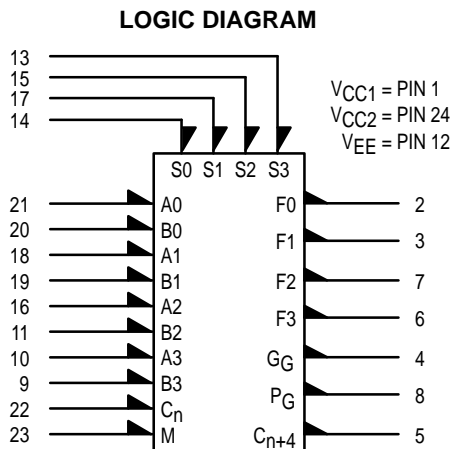 LOGIC DIAGRAM
13
15
17
14
VCC1 = PIN 1
VCC2 = PIN 24
VEE = PIN 12
S0 S1 S2 S3
21 A0 F0 2
20 B0
18 A1 F1 3
19 B1 F2 7
16 A2
11 B2 F3 6
10 A3 GG 4
9 B3 PG 8
22 Cn
23 M Cn+4 5